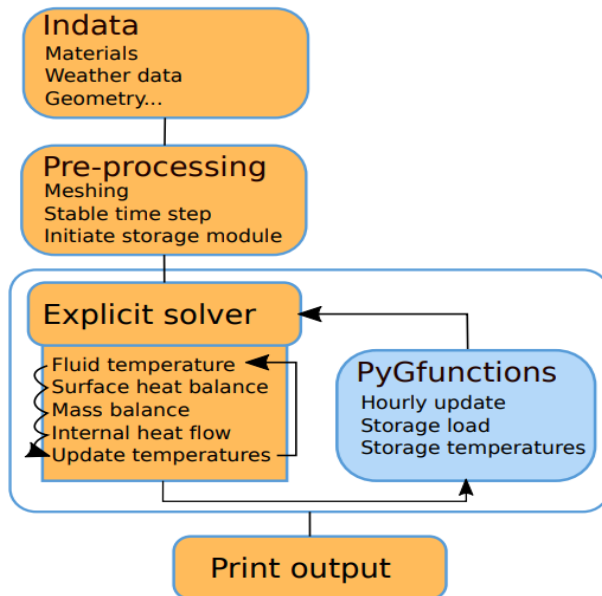 Indata
Materials
Weather data
Geometry...
Pre-processing
Meshing
Stable time step
Initiate storage module
Explicit solver
Fluid temperature
Surface heat balance
Mass balance
Internal heat flow
Update temperatures
PyGfunctions
Hourly update
Storage load
Storage temperatures
Print output